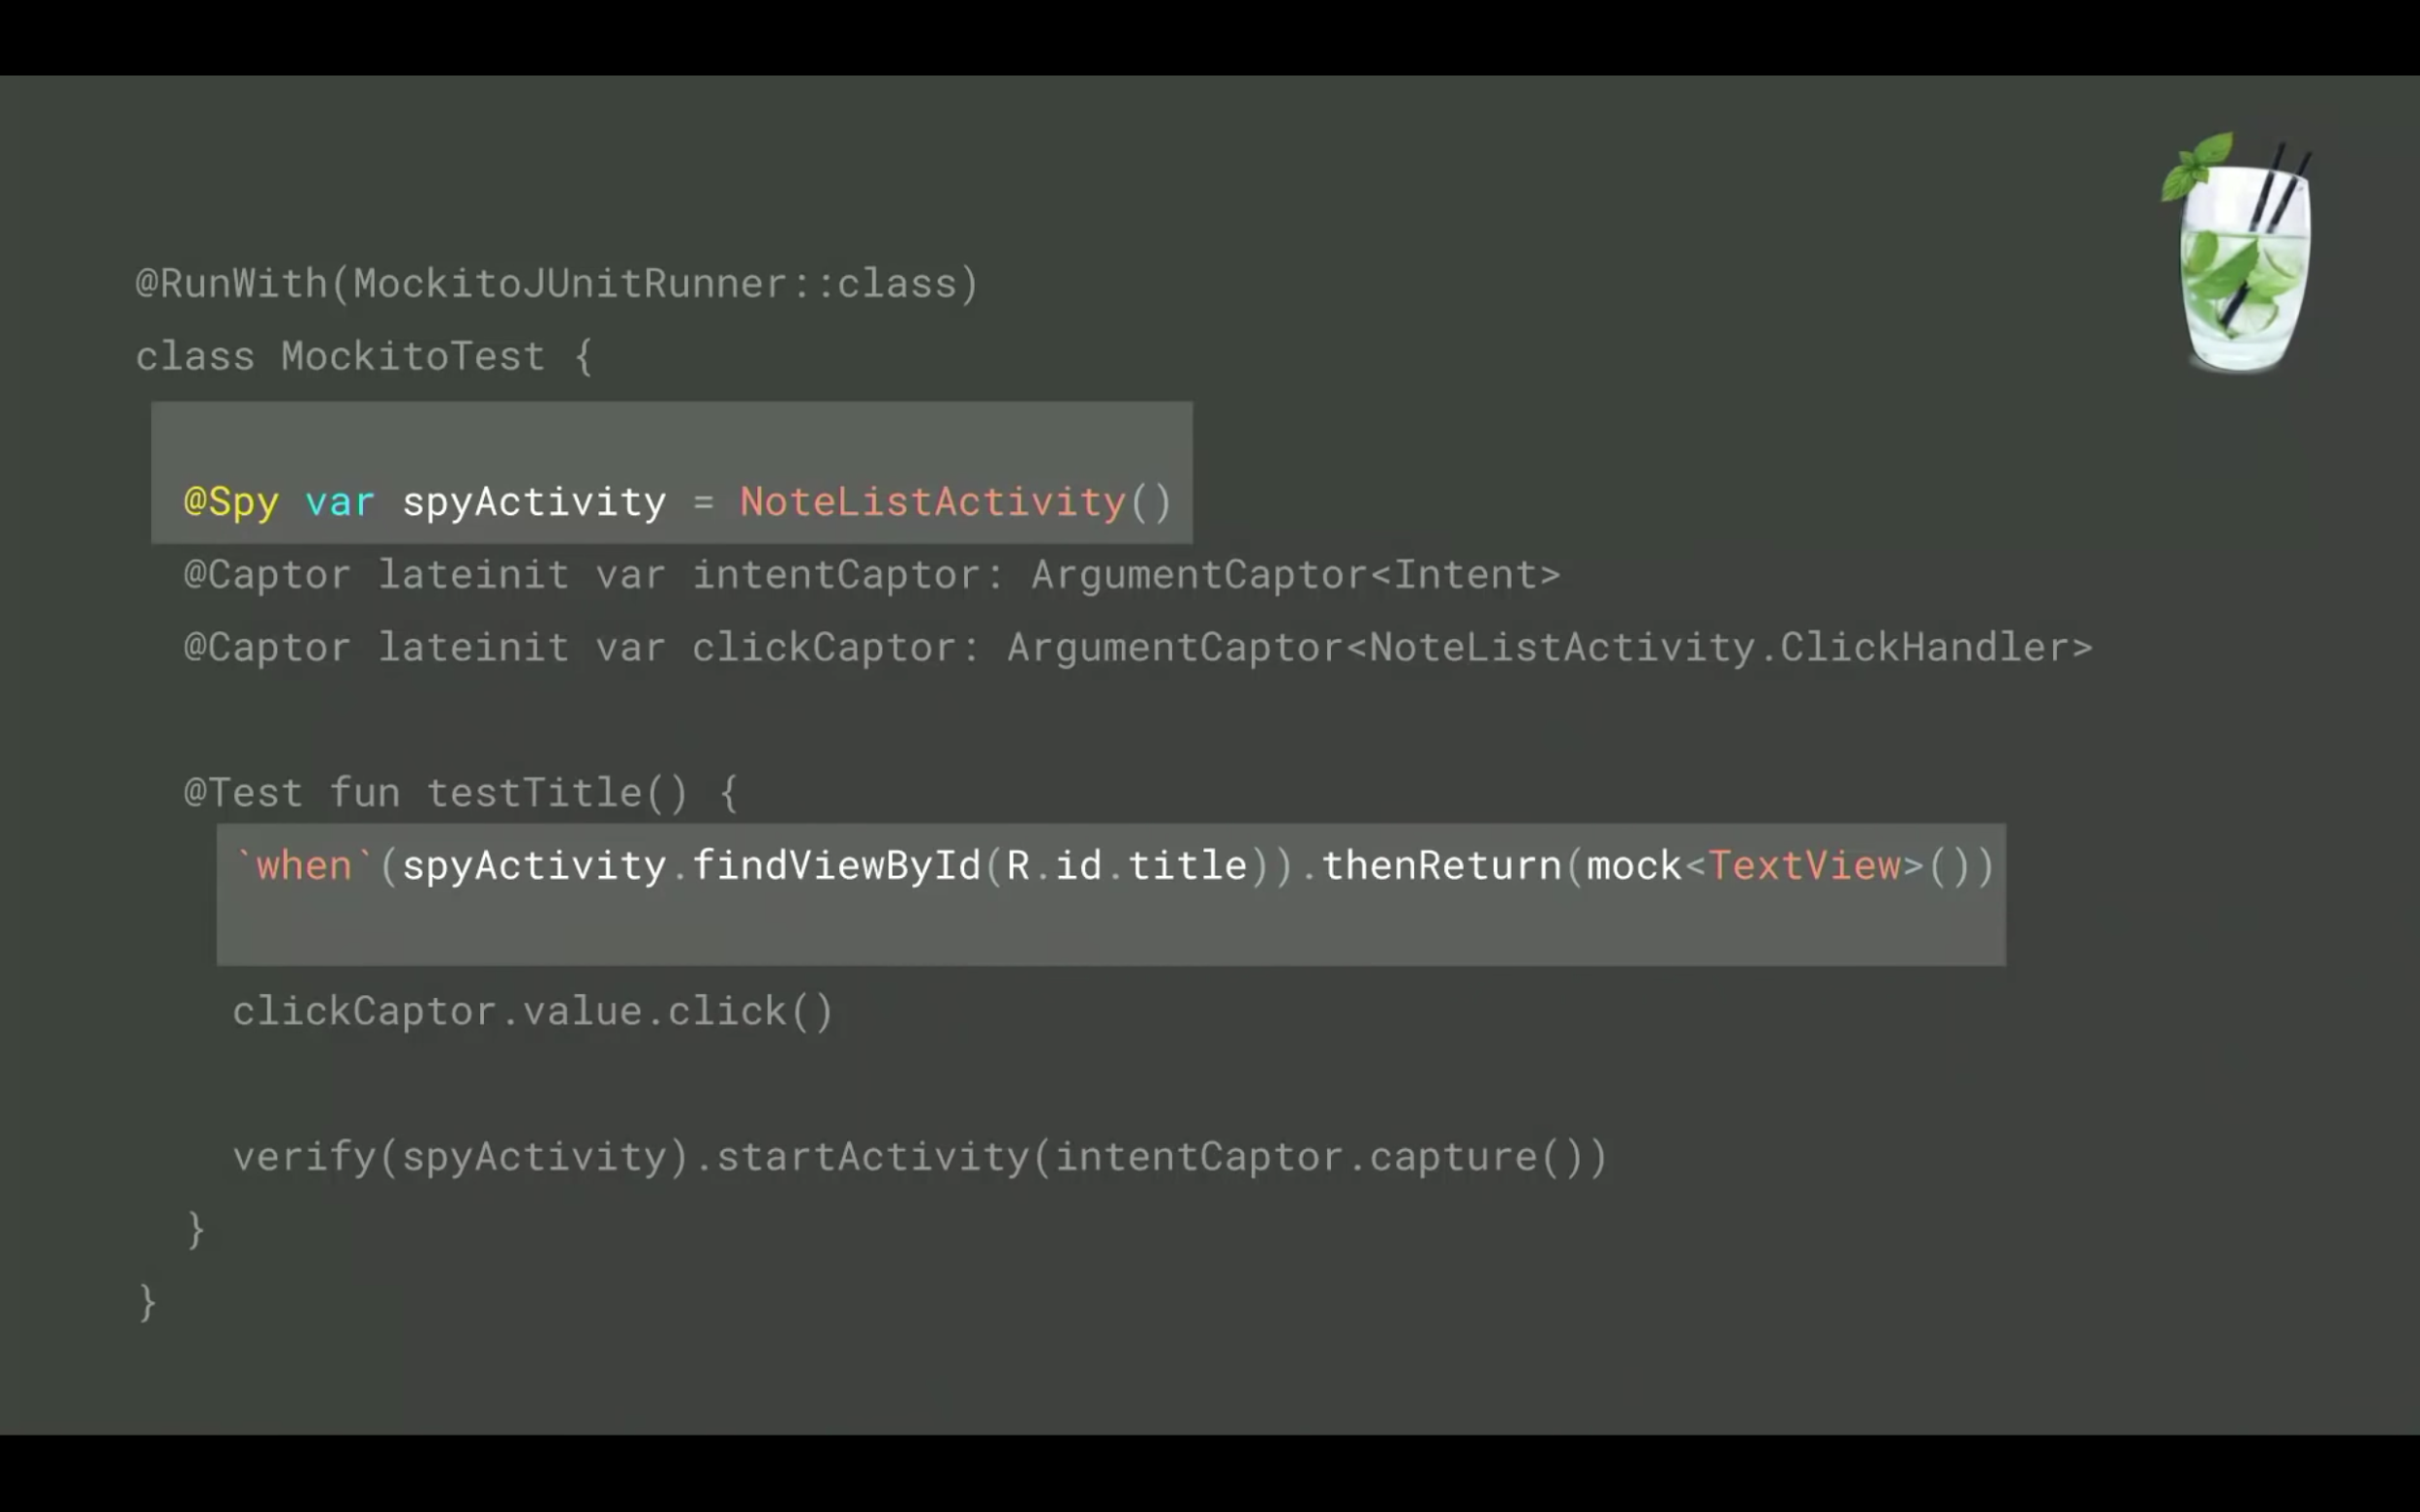 @RunWith(MockitoJUnitRunner::class)
class MockitoTest {
@Spy var spyActivity = NoteListActivity()
@Captor lateinit var intentCaptor: ArgumentCaptor<Intent>
@Captor lateinit var clickCaptor: ArgumentCaptor<NoteListActivity.ClickHandler>
@Test fun testTitle() {
`when`(spyActivity.findViewById(R.id.title)).thenReturn(mock<TextView>())
clickCaptor.value.click()
verify(spyActivity).startActivity(intentCaptor.capture())
}
}